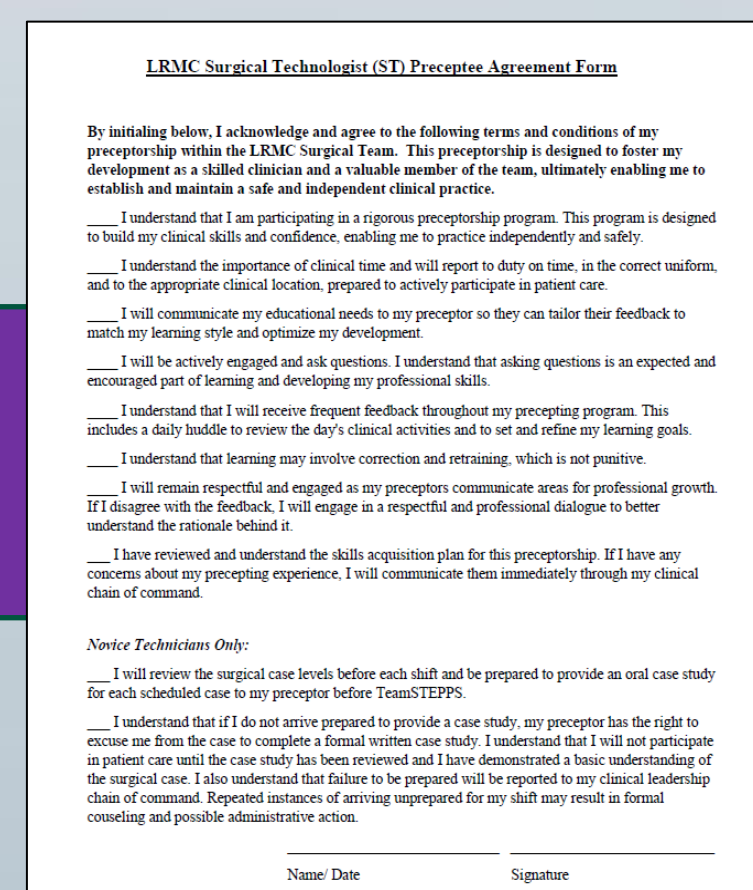 LRMC Surgical Technologist (ST) Preceptee Agreement Form
By initialing below, I acknowledge and agree to the following terms and conditions of my
preceptorship within the LRMC Surgical Team. This preceptorship is designed to foster my
development as a skilled clinician and a valuable member of the team, ultimately enabling me to
establish and maintain a safe and independent clinical practice.
____ I understand that I am participating in a rigorous preceptorship program. This program is designed
to build my clinical skills and confidence, enabling me to practice independently and safely.
____ I understand the importance of clinical time and will report to duty on time, in the correct uniform,
and to the appropriate clinical location, prepared to actively participate in patient care.
____ I will communicate my educational needs to my preceptor so they can tailor their feedback to
match my learning style and optimize my development.
____ I will be actively engaged and ask questions. I understand that asking questions is an expected and
encouraged part of learning and developing my professional skills.
____ I understand that I will receive frequent feedback throughout my precepting program. This
includes a daily huddle to review the day's clinical activities and to set and refine my learning goals.
____ I understand that learning may involve correction and retraining, which is not punitive.
____ I will remain respectful and engaged as my preceptors communicate areas for professional growth.
If I disagree with the feedback, I will engage in a respectful and professional dialogue to better
understand the rationale behind it.
___ I have reviewed and understand the skills acquisition plan for this preceptorship. If I have any
concerns about my precepting experience, I will communicate them immediately through my clinical
chain of command.
Novice Technicians Only:
___ I will review the surgical case levels before each shift and be prepared to provide an oral case study
for each scheduled case to my preceptor before TeamSTEPPS.
___ I understand that if I do not arrive prepared to provide a case study, my preceptor has the right to
excuse me from the case to complete a formal written case study. I understand that I will not participate
in patient care until the case study has been reviewed and I have demonstrated a basic understanding of
the surgical case. I also understand that failure to be prepared will be reported to my clinical leadership
chain of command. Repeated instances of arriving unprepared for my shift may result in formal
couseling and possible administrative action.
Name/ Date Signature